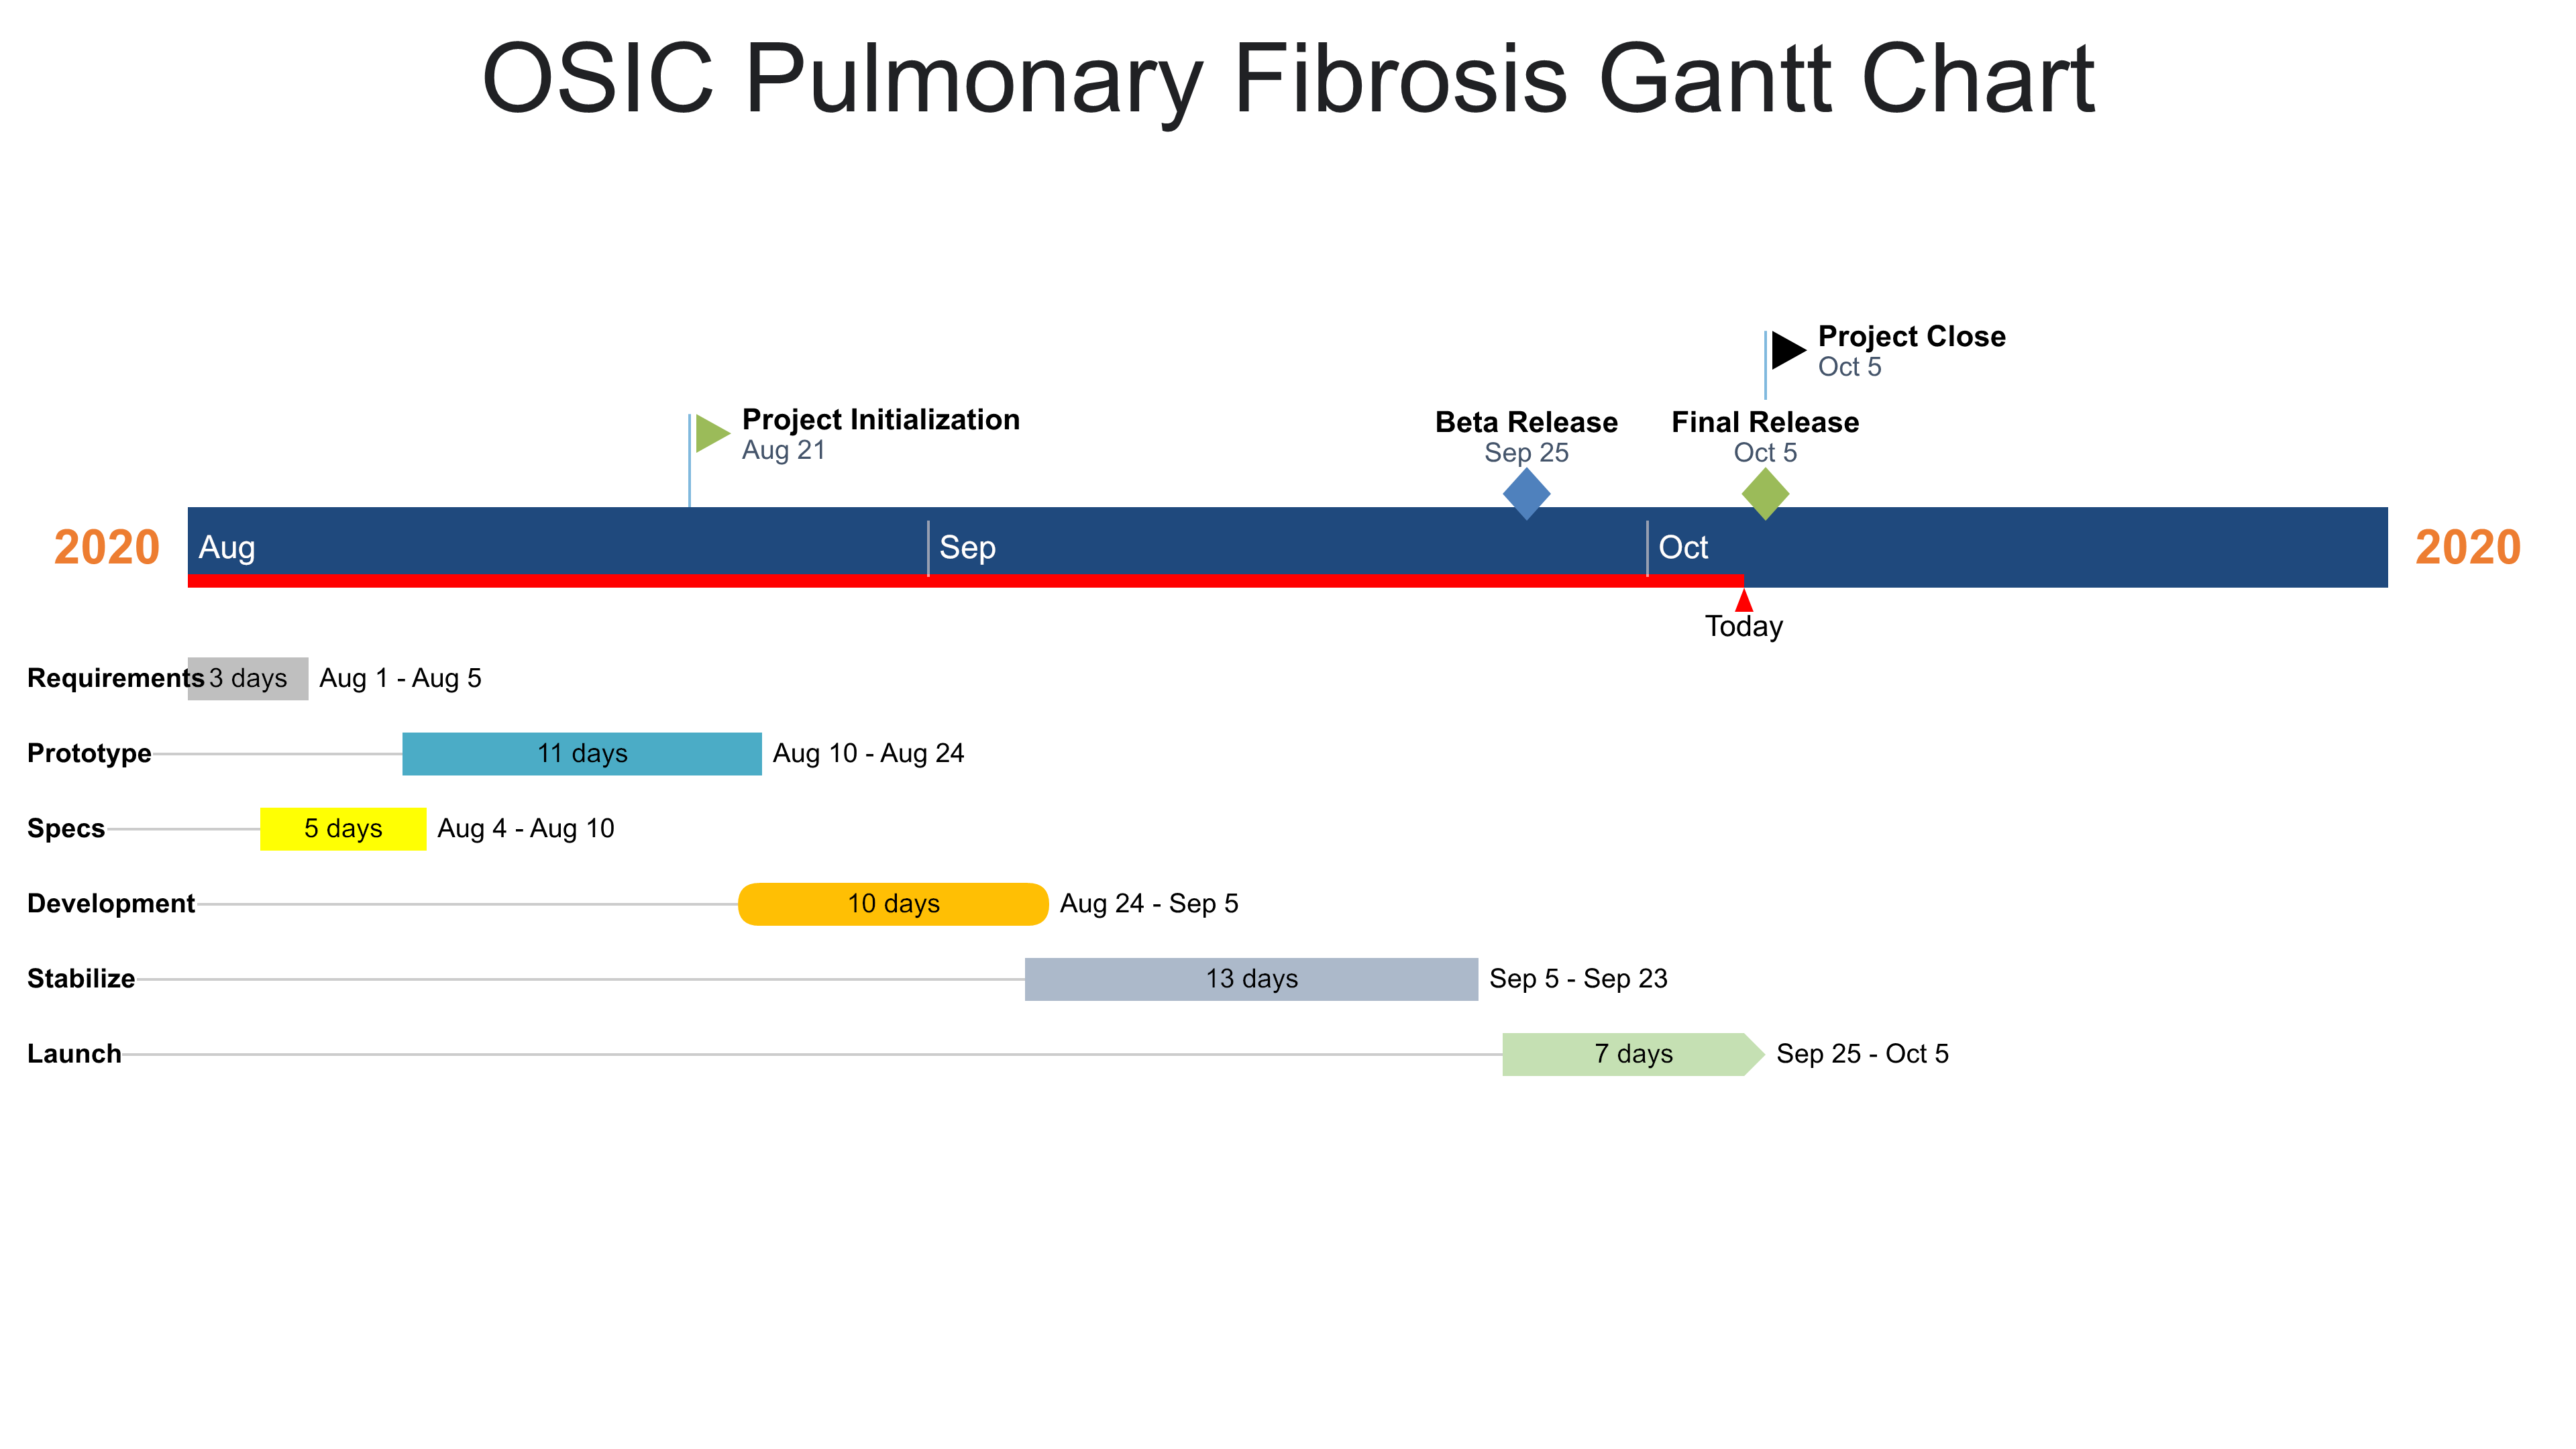 OSIC Pulmonary Fibrosis Gantt Chart
Project Close
Oct 5
Project Initialization
Aug 21
Beta Release
Sep 25
Final Release
Oct 5
2020 Aug Sep Oct 2020
Today
Requirements 3 days Aug 1 - Aug 5
Prototype 11 days Aug 10 - Aug 24
Specs 5 days Aug 4 - Aug 10
Development 10 days Aug 24 - Sep 5
Stabilize 13 days Sep 5 - Sep 23
Launch 7 days Sep 25 - Oct 5